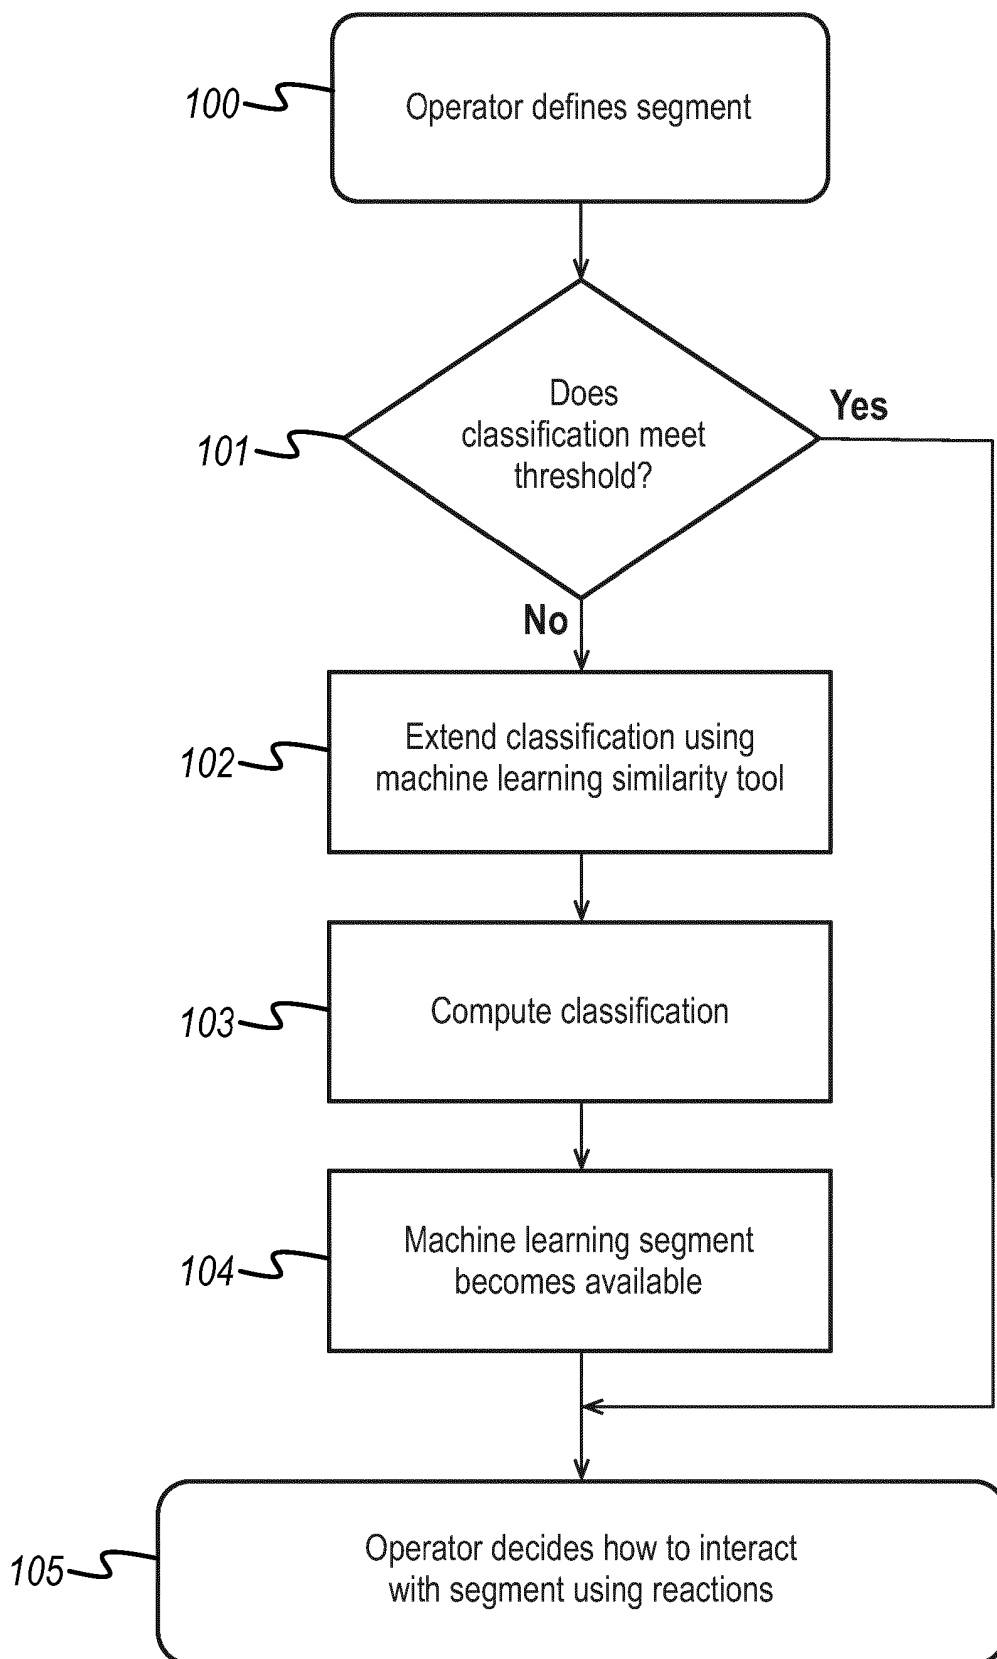 100
Operator defines segment
101
Does
classification meet
threshold?
Yes
No
102
Extend classification using
machine learning similarity tool
103
Compute classification
104
Machine learning segment
becomes available
105
Operator decides how to interact
with segment using reactions